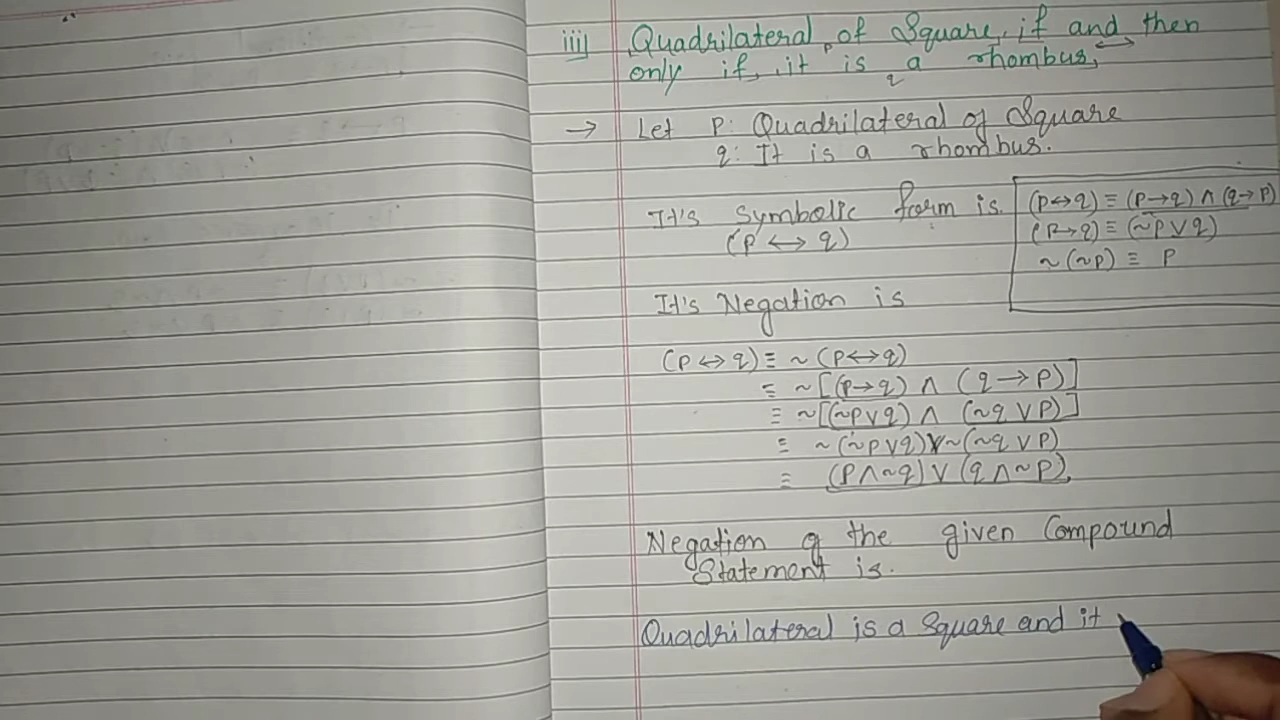 iii) Quadrilateral of Square, if and then
p
only if, it is a rhombus,
q
→ Let P: Quadrilateral of Square
q: It is a rhombus.
It's Symbolic form is.
(P ↔ q)
(P↔q) ≡ (P→q) ∧ (q→P)
(P→q) ≡ (~P∨q)
~(~P) ≡ P
It's Negation is
(P↔q) ≡ ~(P↔q)
≡ ~[(P→q) ∧ (q→P)]
≡ ~[(~P∨q) ∧ (~q∨P)]
≡ ~(~P∨q)∨~(~q∨P)
≡ (P∧~q)∨(q∧~P),
Negation of the given Compound
Statement is.
Quadrilateral is a Square and it